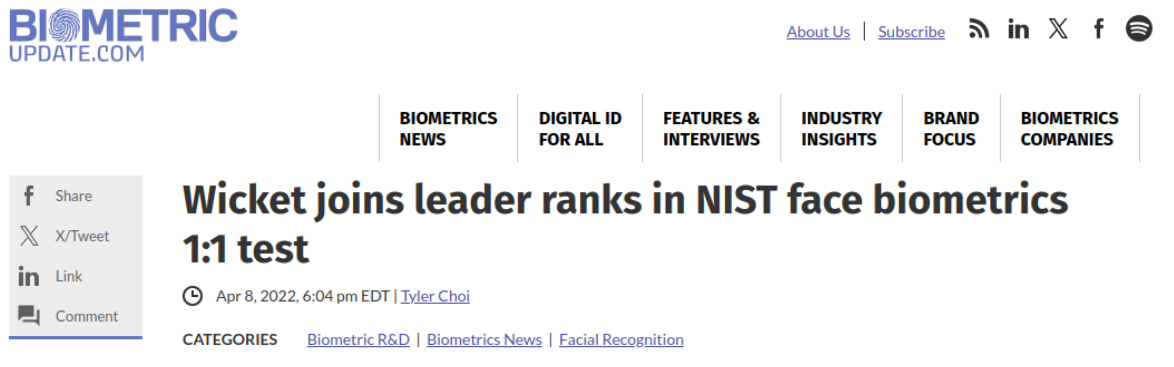 BIOMETRIC
UPDATE.COM
About Us | Subscribe
BIOMETRICS NEWS
DIGITAL ID FOR ALL
FEATURES & INTERVIEWS
INDUSTRY INSIGHTS
BRAND FOCUS
BIOMETRICS COMPANIES
Share
X/Tweet
Link
Comment
Wicket joins leader ranks in NIST face biometrics
1:1 test
Apr 8, 2022, 6:04 pm EDT | Tyler Choi
CATEGORIES Biometric R&D | Biometrics News | Facial Recognition